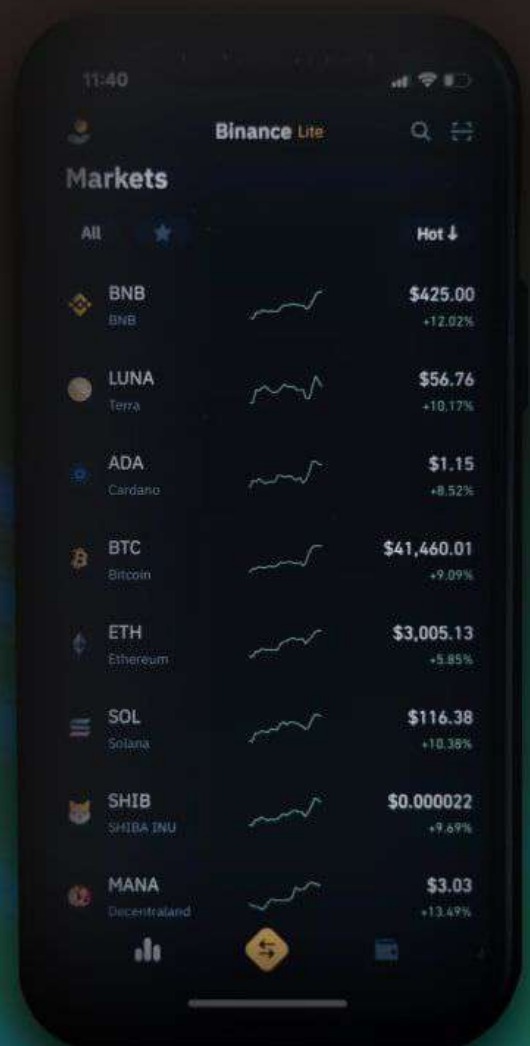 11:40
Binance Lite
Markets
All
Hot ↓
BNB $425.00
BNB +12.02%
LUNA $56.76
Terra +10.17%
ADA $1.15
Cardano +8.52%
BTC $41,460.01
Bitcoin +9.09%
ETH $3,005.13
Ethereum +5.85%
SOL $116.38
Solana +10.38%
SHIB $0.000022
SHIBA INU +9.69%
MANA $3.03
Decentraland +13.49%